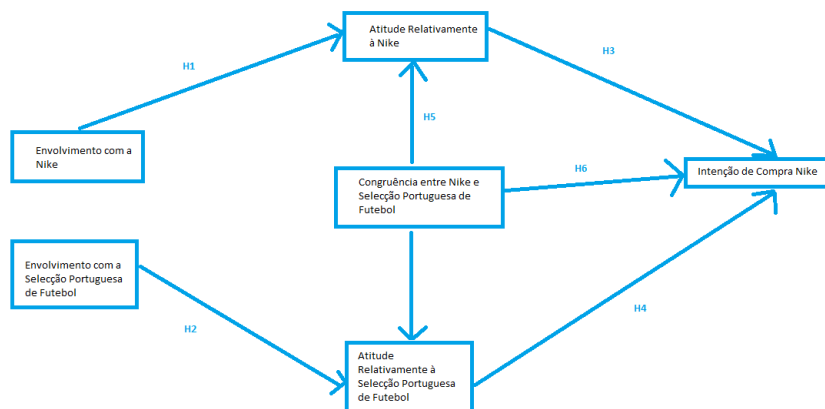 Atitude Relativamente
à Nike
H3
H1
H5
Envolvimento com a
Nike
Congruência entre Nike e
Selecção Portuguesa de
Futebol
H6
Intenção de Compra Nike
Envolvimento com a
Selecção Portuguesa
de Futebol
H2
H4
Atitude
Relativamente à
Selecção Portuguesa
de Futebol